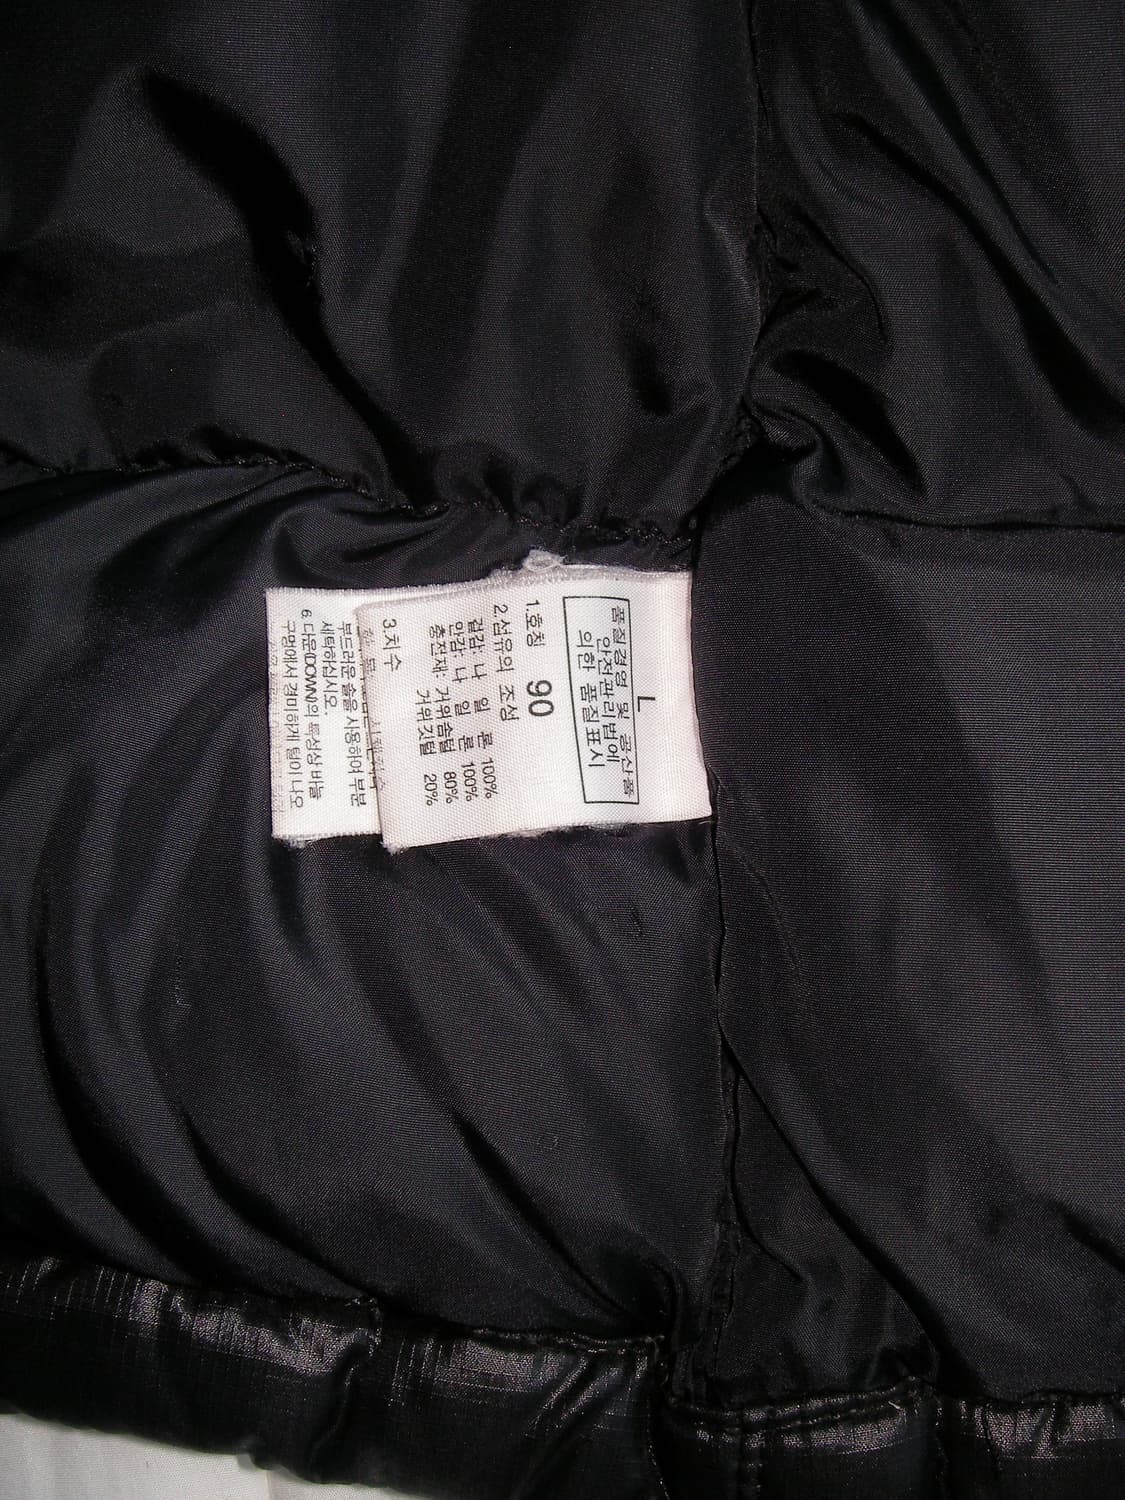 L
품질경영 및 공산품
안전관리법에
의한 품질표시
1.호칭 90
2.섬유의 조성
겉감: 나 일 론 100%
안감: 나 일 론 100%
충전재: 거위솜털 80%
거위깃털 20%
3.치수
부드러운 솔을 사용하여 부분
세탁하십시오.
6. 다운(DOWN)의 특성상 바늘
구멍에서 경미하게 털이 나오